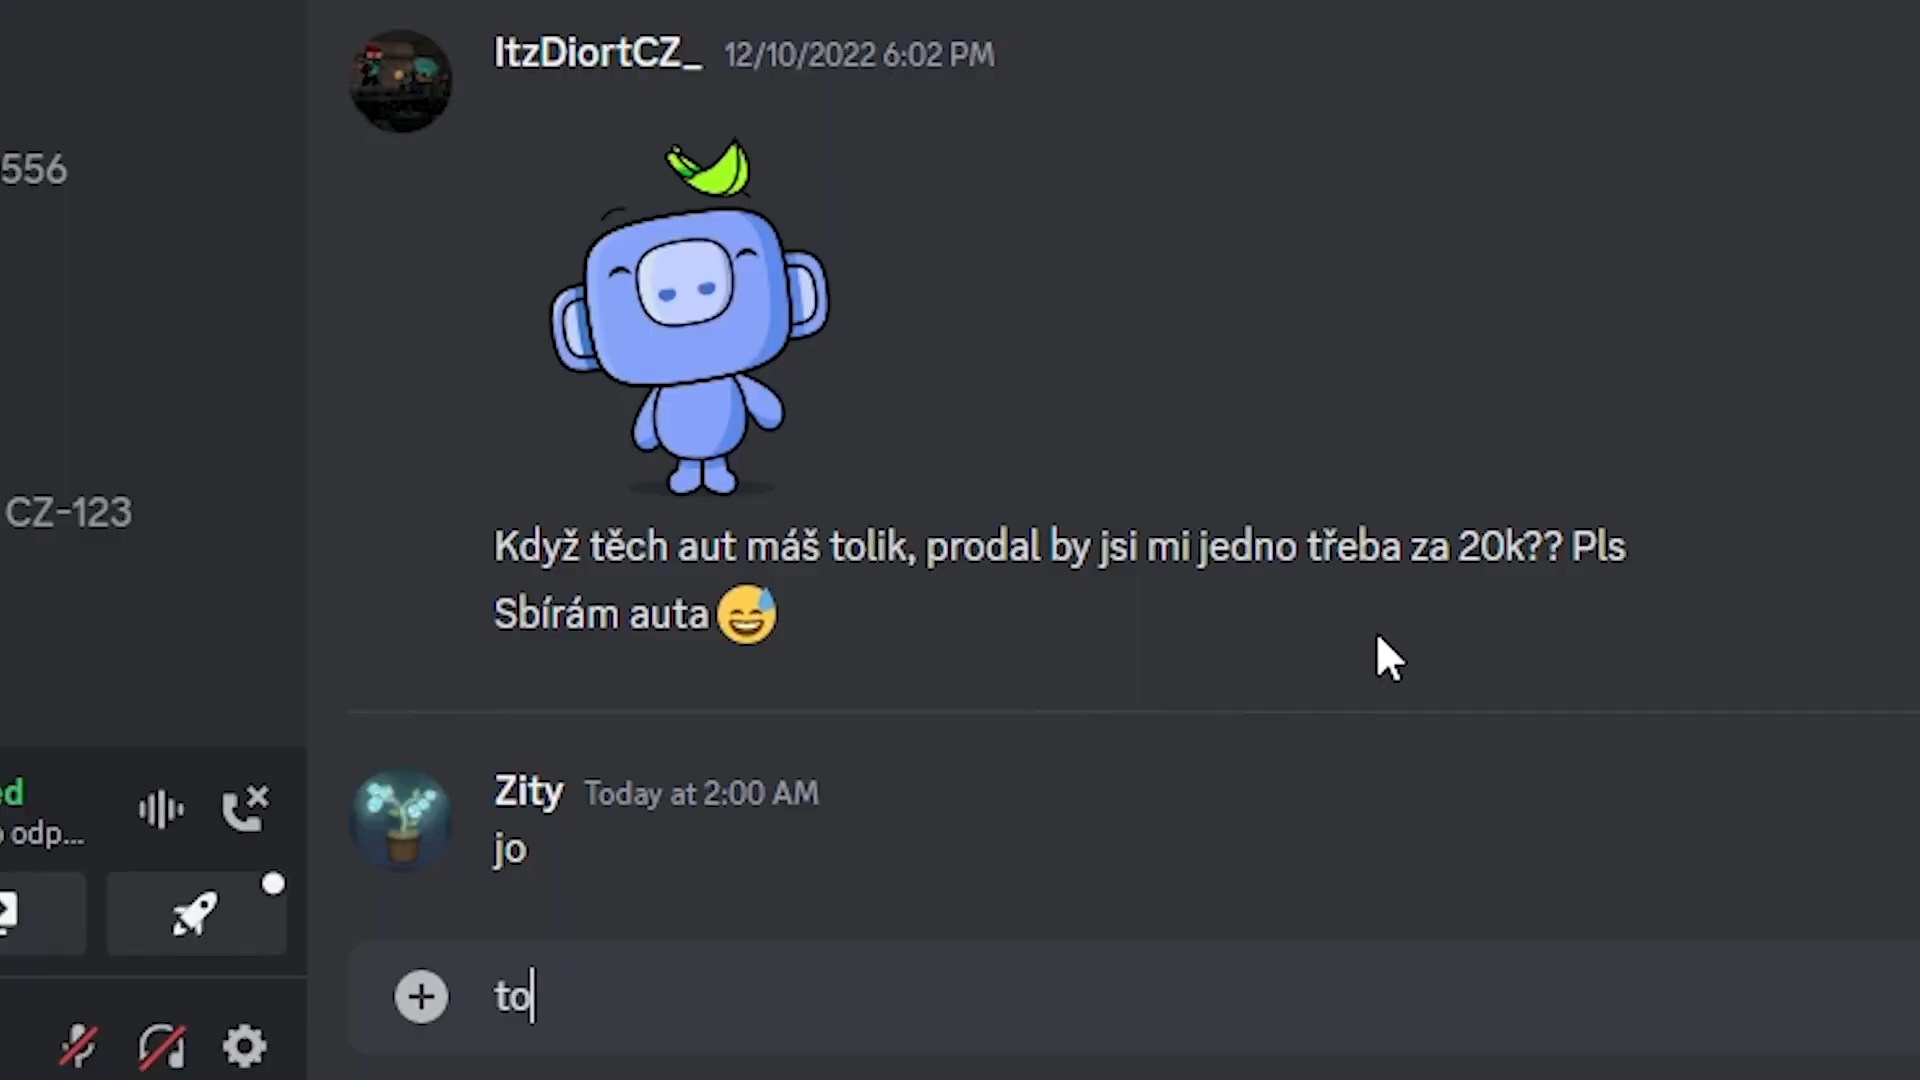 ItzDiortCZ_ 12/10/2022 6:02 PM
556
CZ-123
Když těch aut máš tolik, prodal by jsi mi jedno třeba za 20k?? Pls
Sbírám auta
Zity Today at 2:00 AM
jo
ed
odp...
to